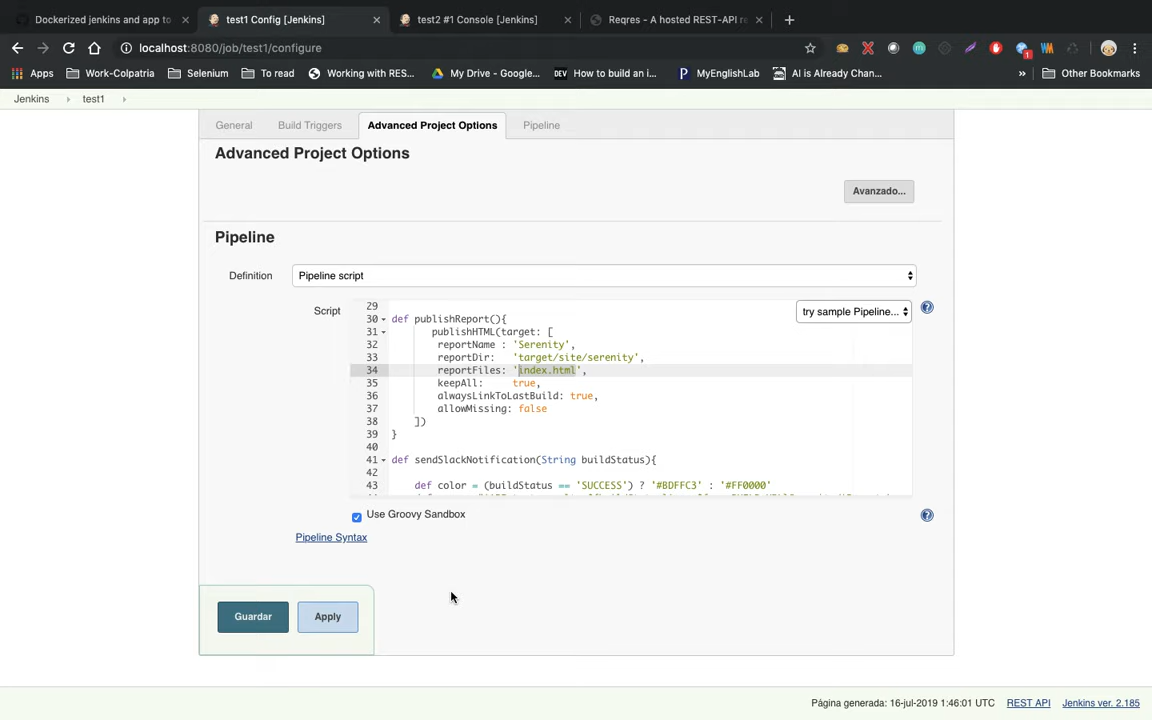 Dockerized jenkins and app to
test1 Config [Jenkins]
test2 #1 Console [Jenkins]
Reqres - A hosted REST-API re
localhost:8080/job/test1/configure
Apps
Work-Colpatria
Selenium
To read
Working with RES...
My Drive - Google...
DEV
How to build an i...
P
MyEnglishLab
AI is Already Chan...
»
Other Bookmarks
Jenkins
test1
General
Build Triggers
Advanced Project Options
Pipeline
Advanced Project Options
Avanzado...
Pipeline
Definition
Pipeline script
Script
try sample Pipeline...
29
30 def publishReport(){
31 publishHTML(target: [
32 reportName : 'Serenity',
33 reportDir: 'target/site/serenity',
34 reportFiles: 'index.html',
35 keepAll: true,
36 alwaysLinkToLastBuild: true,
37 allowMissing: false
38 ])
39 }
40
41 def sendSlackNotification(String buildStatus){
42
43 def color = (buildStatus == 'SUCCESS') ? '#BDFFC3' : '#FF0000'
Use Groovy Sandbox
Pipeline Syntax
Guardar
Apply
Página generada: 16-jul-2019 1:46:01 UTC
REST API
Jenkins ver. 2.185